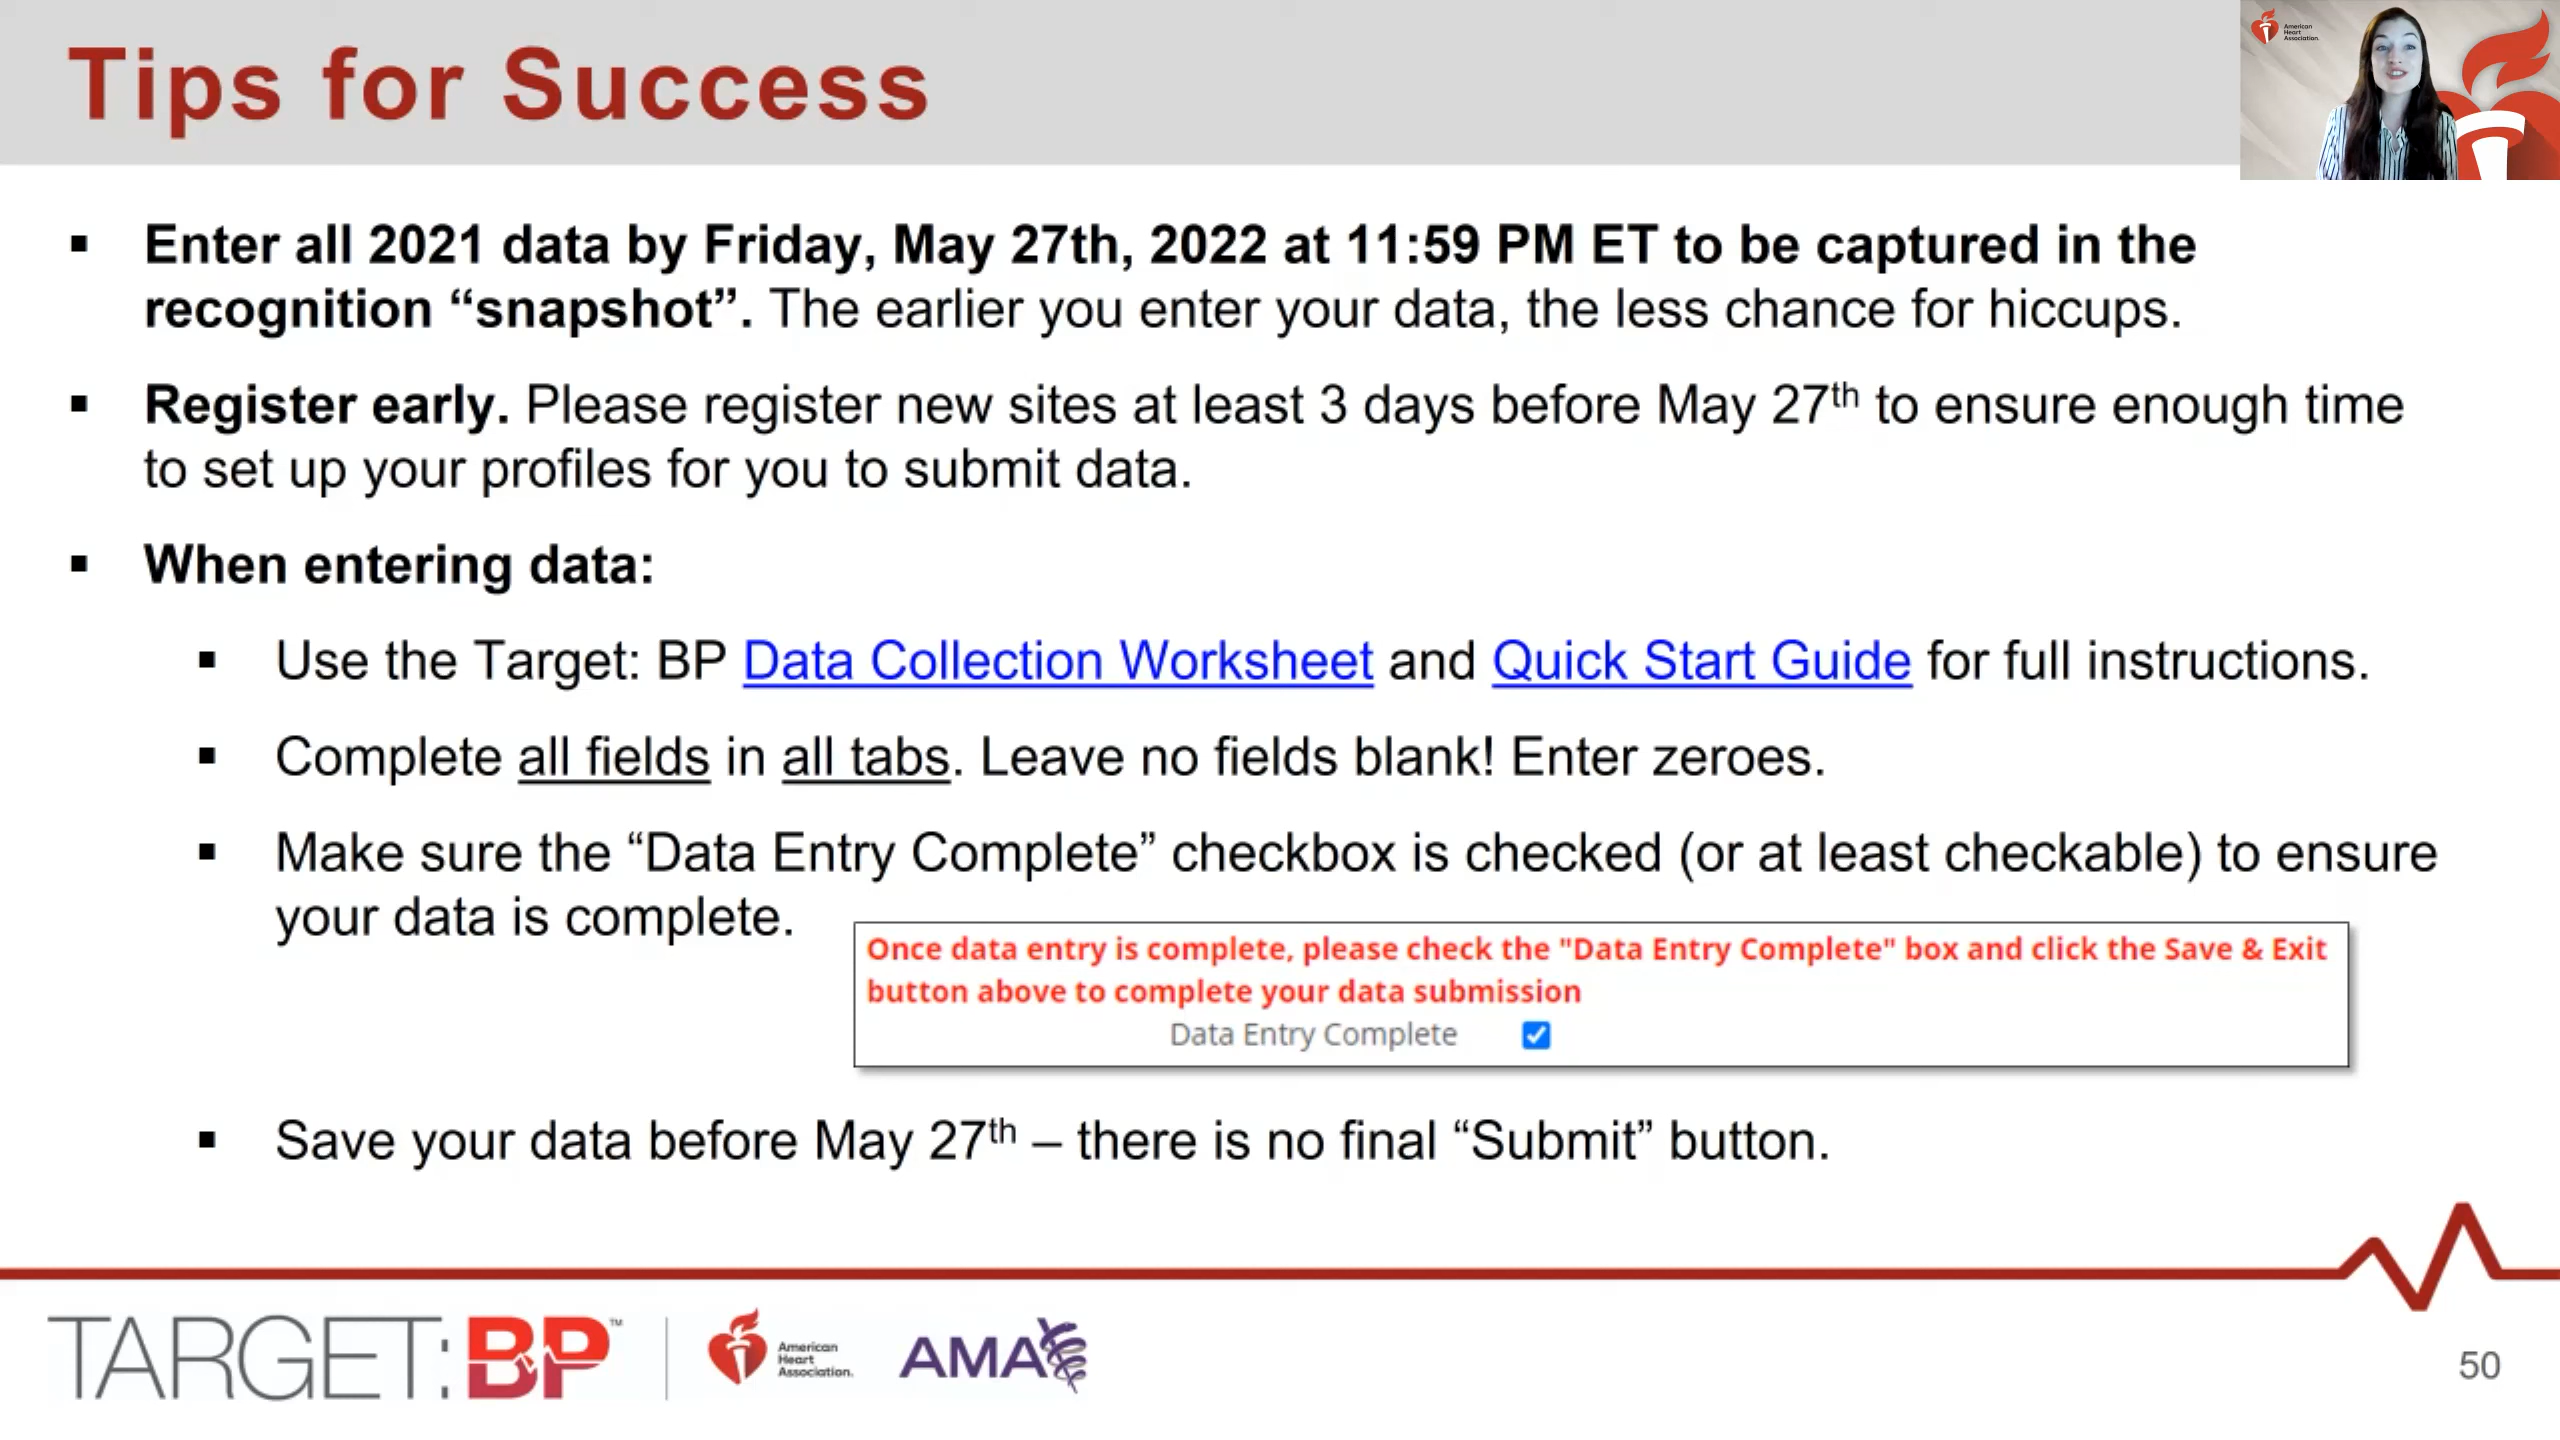 Tips for Success
American
Heart
Association.
▪ Enter all 2021 data by Friday, May 27th, 2022 at 11:59 PM ET to be captured in the
recognition “snapshot”. The earlier you enter your data, the less chance for hiccups.
▪ Register early. Please register new sites at least 3 days before May 27th to ensure enough time
to set up your profiles for you to submit data.
▪ When entering data:
▪ Use the Target: BP Data Collection Worksheet and Quick Start Guide for full instructions.
▪ Complete all fields in all tabs. Leave no fields blank! Enter zeroes.
▪ Make sure the “Data Entry Complete” checkbox is checked (or at least checkable) to ensure
your data is complete.
Once data entry is complete, please check the "Data Entry Complete" box and click the Save & Exit
button above to complete your data submission
Data Entry Complete
▪ Save your data before May 27th – there is no final “Submit” button.
TARGET:BP™
American
Heart
Association.
AMA
50